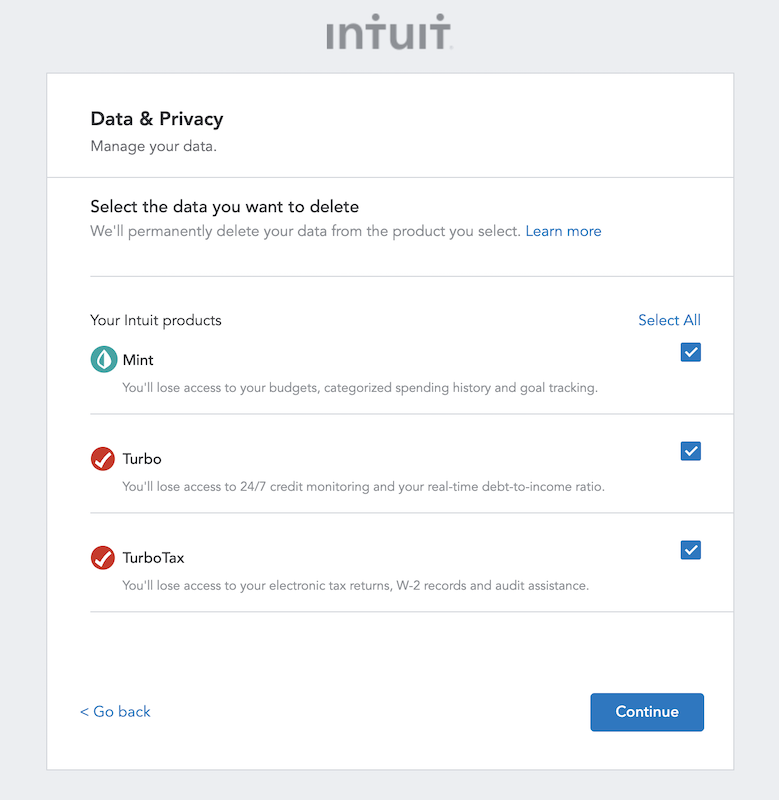 intuit
Data & Privacy
Manage your data.
Select the data you want to delete
We'll permanently delete your data from the product you select. Learn more
Your Intuit products
Select All
Mint
You'll lose access to your budgets, categorized spending history and goal tracking.
Turbo
You'll lose access to 24/7 credit monitoring and your real-time debt-to-income ratio.
TurboTax
You'll lose access to your electronic tax returns, W-2 records and audit assistance.
< Go back
Continue